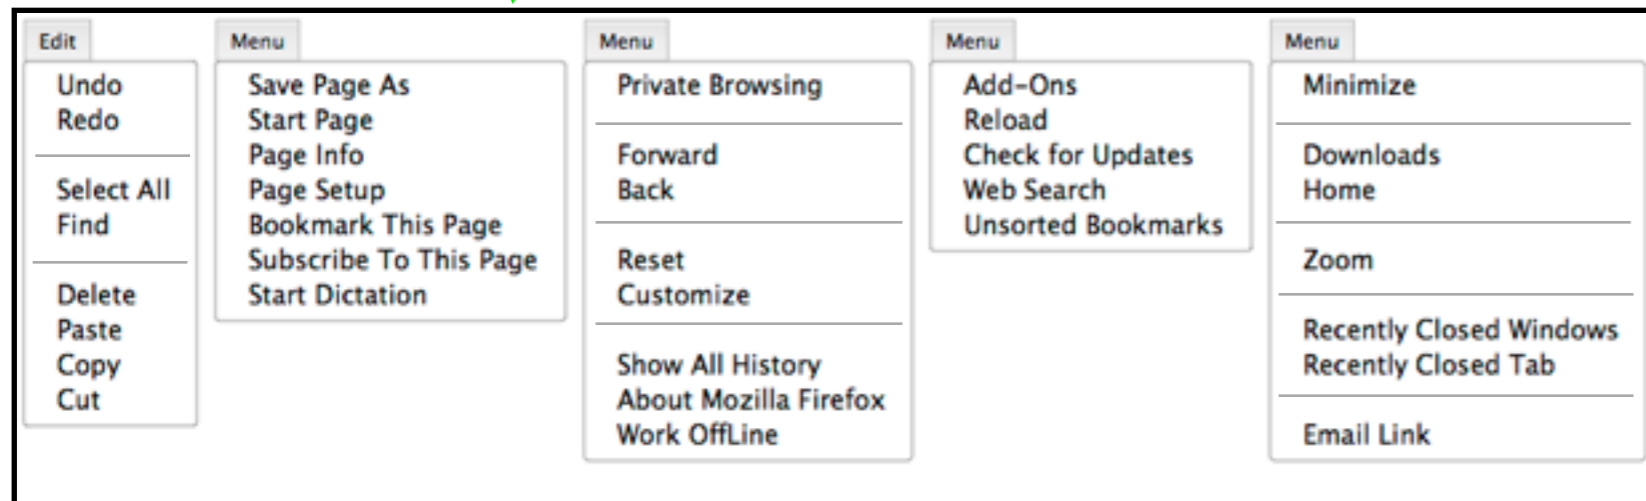 Edit
Undo
Redo
Select All
Find
Delete
Paste
Copy
Cut
Menu
Save Page As
Start Page
Page Info
Page Setup
Bookmark This Page
Subscribe To This Page
Start Dictation
Menu
Private Browsing
Forward
Back
Reset
Customize
Show All History
About Mozilla Firefox
Work OffLine
Menu
Add-Ons
Reload
Check for Updates
Web Search
Unsorted Bookmarks
Menu
Minimize
Downloads
Home
Zoom
Recently Closed Windows
Recently Closed Tab
Email Link